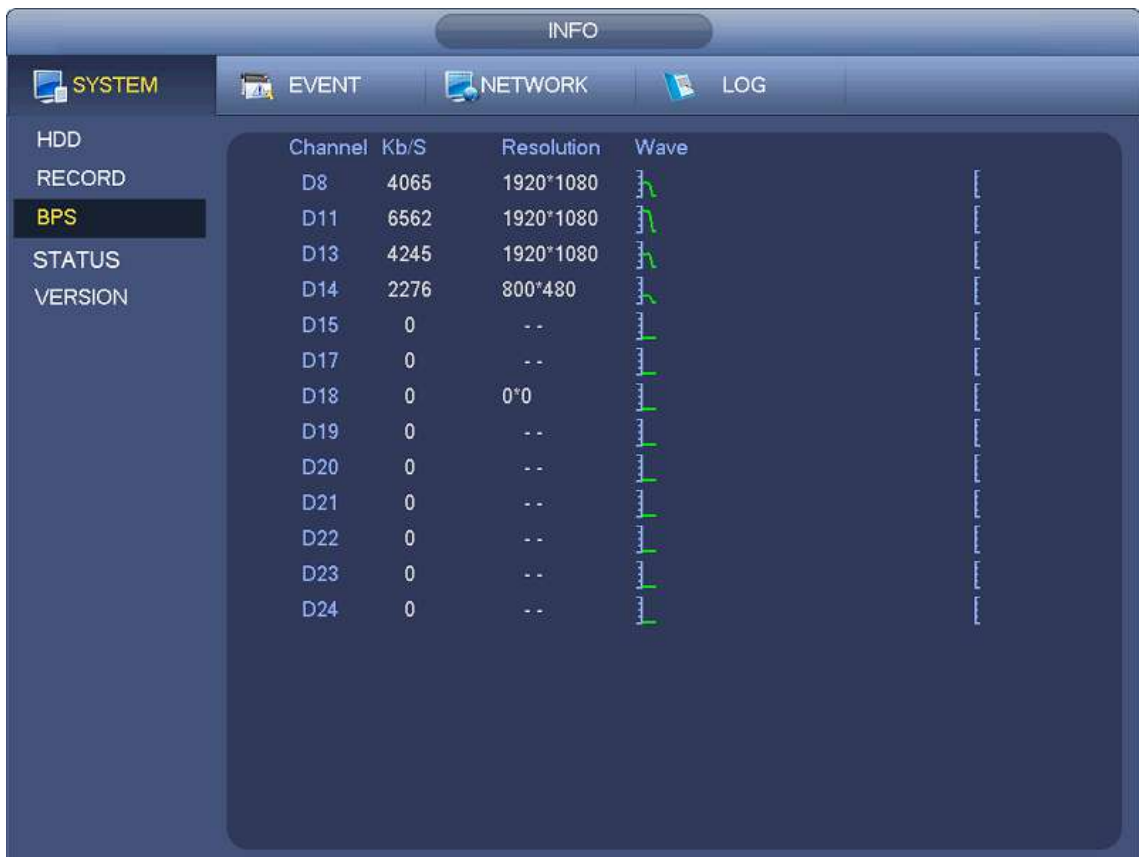 INFO
SYSTEM EVENT NETWORK LOG
HDD
RECORD
BPS
STATUS
VERSION
Channel Kb/S Resolution Wave
D8 4065 1920*1080
D11 6562 1920*1080
D13 4245 1920*1080
D14 2276 800*480
D15 0 - -
D17 0 - -
D18 0 0*0
D19 0 - -
D20 0 - -
D21 0 - -
D22 0 - -
D23 0 - -
D24 0 - -